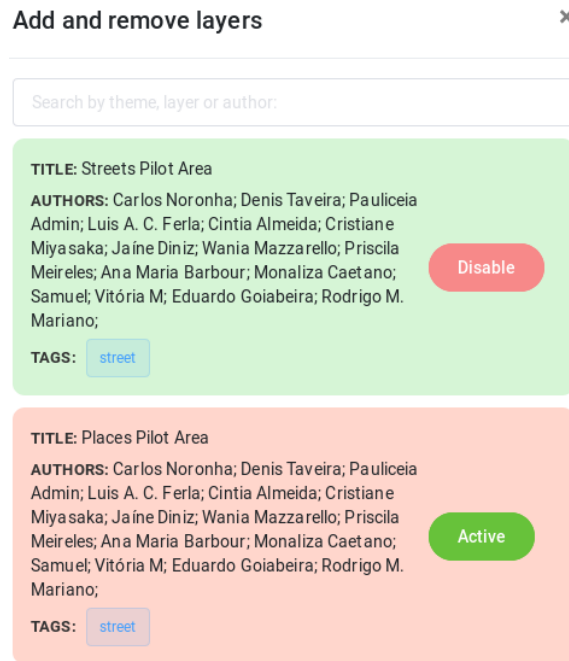 Add and remove layers
×
Search by theme, layer or author:
TITLE: Streets Pilot Area
AUTHORS: Carlos Noronha; Denis Taveira; Pauliceia
Admin; Luis A. C. Ferla; Cintia Almeida; Cristiane
Miyasaka; Jaíne Diniz; Wania Mazzarello; Priscila
Meireles; Ana Maria Barbour; Monaliza Caetano;
Samuel; Vitória M; Eduardo Goiabeira; Rodrigo M.
Mariano;
Disable
TAGS: street
TITLE: Places Pilot Area
AUTHORS: Carlos Noronha; Denis Taveira; Pauliceia
Admin; Luis A. C. Ferla; Cintia Almeida; Cristiane
Miyasaka; Jaíne Diniz; Wania Mazzarello; Priscila
Meireles; Ana Maria Barbour; Monaliza Caetano;
Samuel; Vitória M; Eduardo Goiabeira; Rodrigo M.
Mariano;
Active
TAGS: street